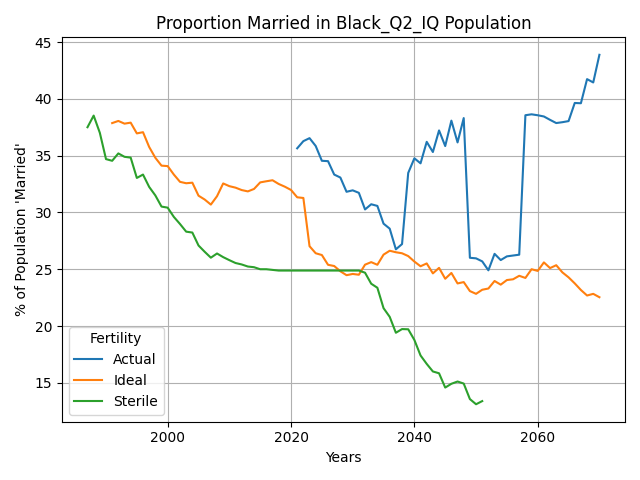 Proportion Married in Black_Q2_IQ Population
% of Population 'Married'
45
40
35
30
25
20
15
Fertility
Actual
Ideal
Sterile
2000
2020
2040
2060
Years